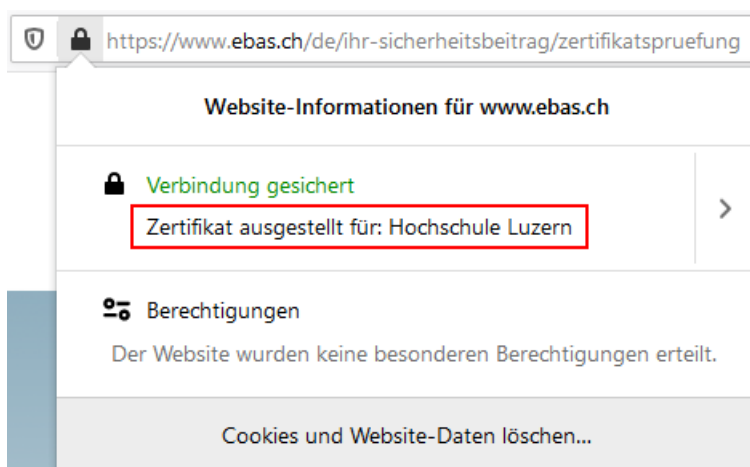 https://www.ebas.ch/de/ihr-sicherheitsbeitrag/zertifikatspruefung
Website-Informationen für www.ebas.ch
Verbindung gesichert
Zertifikat ausgestellt für: Hochschule Luzern
Berechtigungen
Der Website wurden keine besonderen Berechtigungen erteilt.
Cookies und Website-Daten löschen...